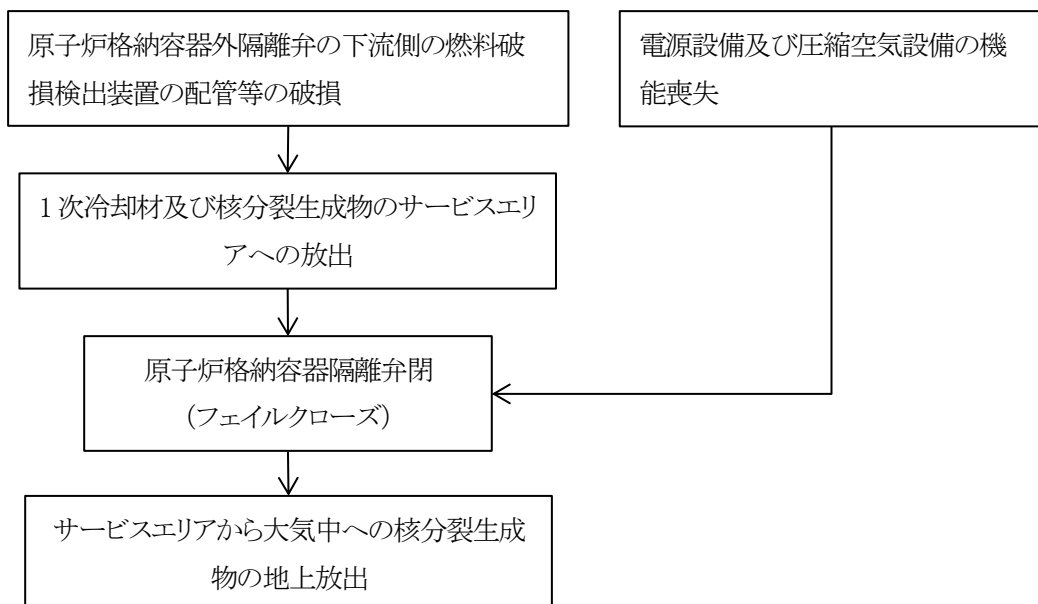 原子炉格納容器外隔離弁の下流側の燃料破
損検出装置の配管等の破損
電源設備及び圧縮空気設備の機
能喪失
1次冷却材及び核分裂生成物のサービスエリ
アへの放出
原子炉格納容器隔離弁閉
(フェイルクローズ)
サービスエリアから大気中への核分裂生成
物の地上放出